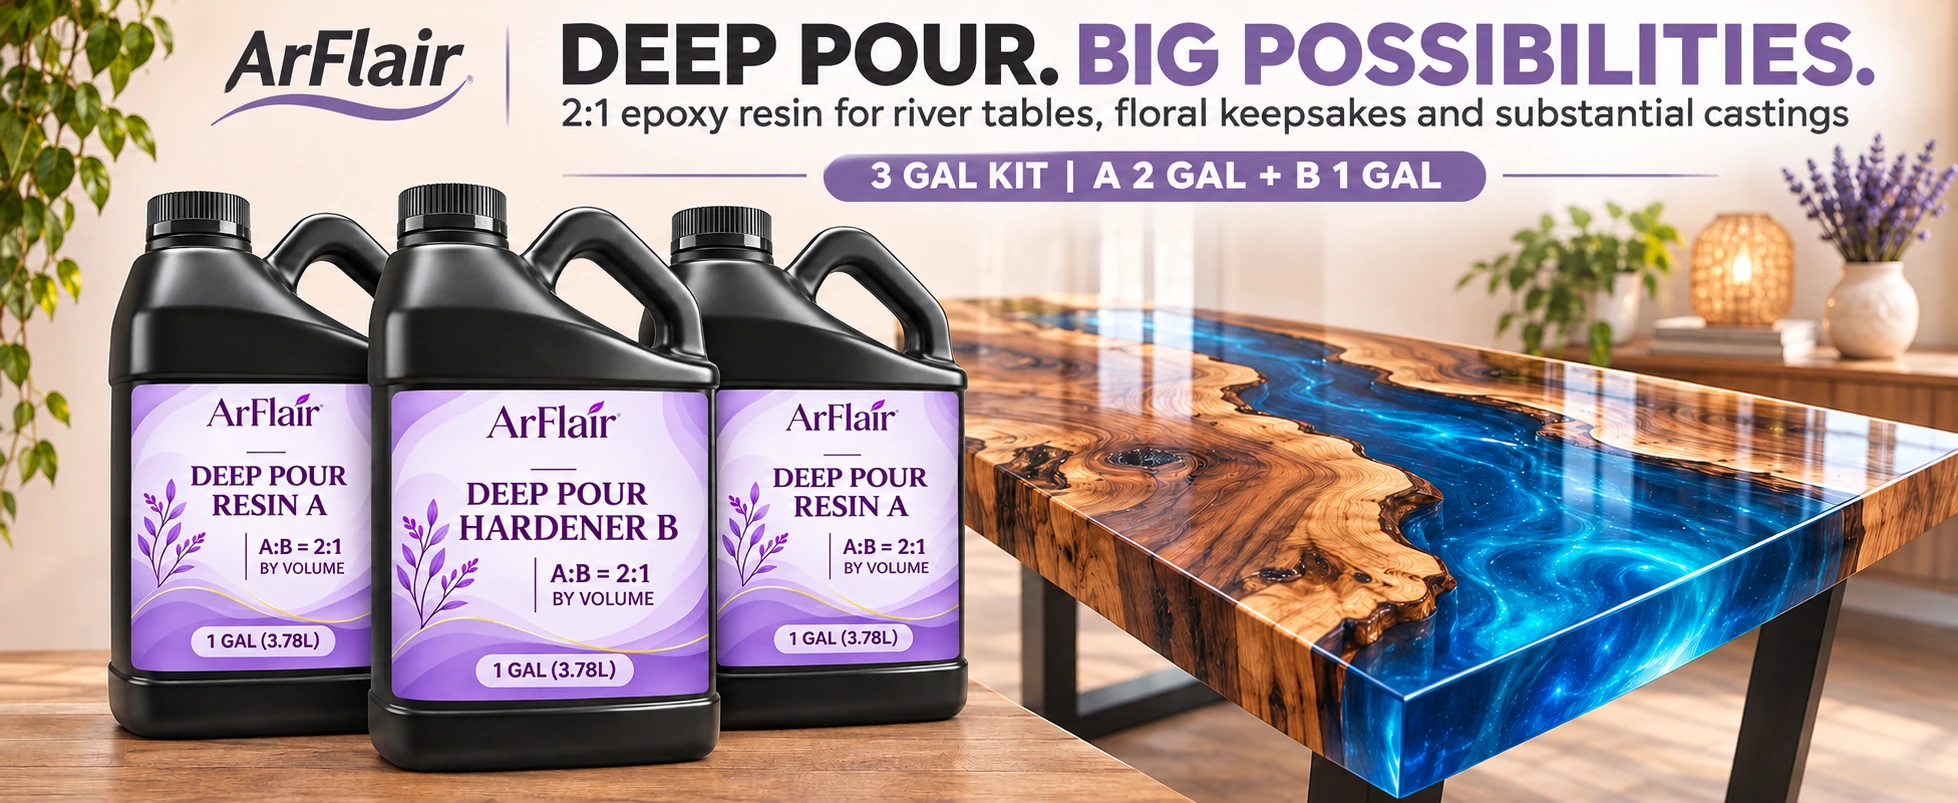 ArFlair®
DEEP POUR. BIG POSSIBILITIES.
2:1 epoxy resin for river tables, floral keepsakes and substantial castings
3 GAL KIT | A 2 GAL + B 1 GAL
ArFlair®
DEEP POUR
RESIN A
A:B = 2:1
BY VOLUME
1 GAL (3.78L)
ArFlair®
DEEP POUR
HARDENER B
A:B = 2:1
BY VOLUME
1 GAL (3.78L)
ArFlair®
DEEP POUR
RESIN A
A:B = 2:1
BY VOLUME
1 GAL (3.78L)